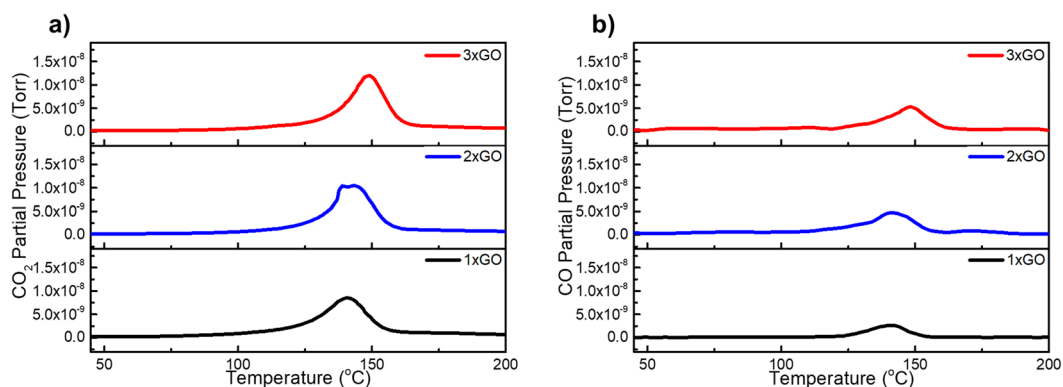 a)
CO₂ Partial Pressure (Torr)
1.5x10⁻⁸
1.0x10⁻⁸
5.0x10⁻⁹
0.0
3xGO
1.5x10⁻⁸
1.0x10⁻⁸
5.0x10⁻⁹
0.0
2xGO
1.5x10⁻⁸
1.0x10⁻⁸
5.0x10⁻⁹
0.0
1xGO
50 100 150 200
Temperature (°C)
b)
CO Partial Pressure (Torr)
1.5x10⁻⁸
1.0x10⁻⁸
5.0x10⁻⁹
0.0
3xGO
1.5x10⁻⁸
1.0x10⁻⁸
5.0x10⁻⁹
0.0
2xGO
1.5x10⁻⁸
1.0x10⁻⁸
5.0x10⁻⁹
0.0
1xGO
50 100 150 200
Temperature (°C)